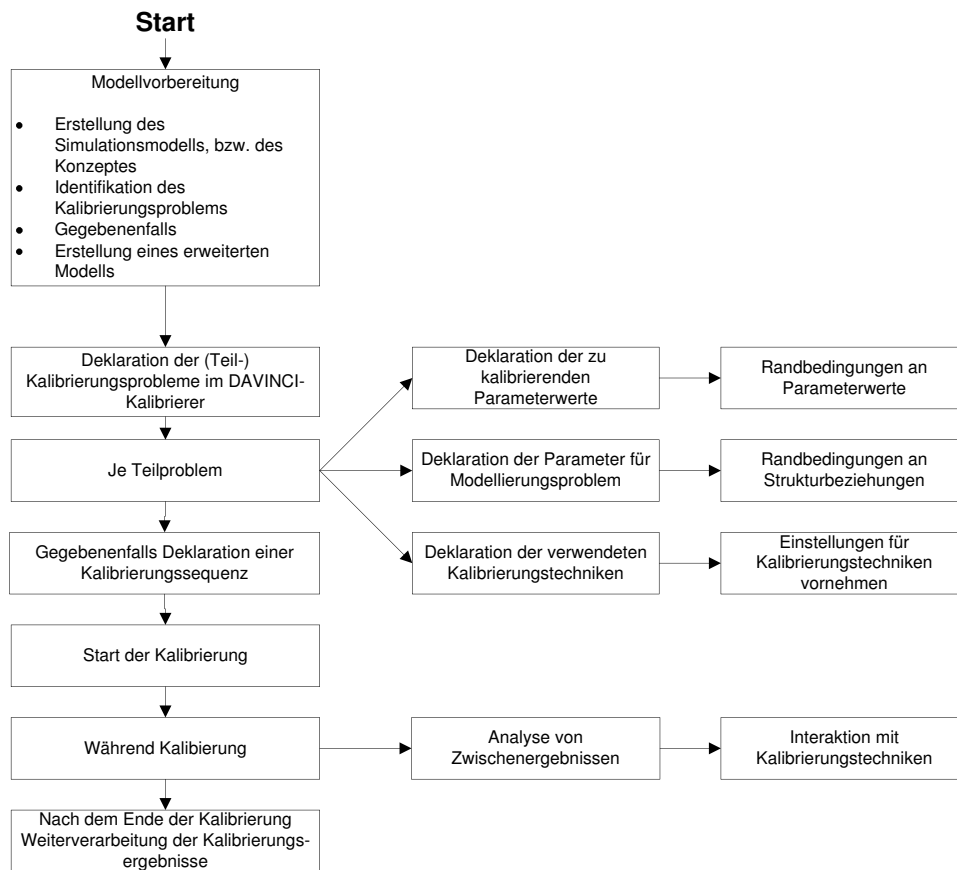 Start
Modellvorbereitung
• Erstellung des
Simulationsmodells, bzw. des
Konzeptes
• Identifikation des
Kalibrierungsproblems
• Gegebenenfalls
• Erstellung eines erweiterten
Modells
Deklaration der (Teil-)
Kalibrierungsprobleme im DAVINCI-
Kalibrierer
Deklaration der zu
kalibrierenden
Parameterwerte
Randbedingungen an
Parameterwerte
Je Teilproblem
Deklaration der Parameter für
Modellierungsproblem
Randbedingungen an
Strukturbeziehungen
Gegebenenfalls Deklaration einer
Kalibrierungssequenz
Deklaration der verwendeten
Kalibrierungstechniken
Einstellungen für
Kalibrierungstechniken
vornehmen
Start der Kalibrierung
Während Kalibierung
Analyse von
Zwischenergebnissen
Interaktion mit
Kalibrierungstechniken
Nach dem Ende der Kalibrierung
Weiterverarbeitung der Kalibrierungs-
ergebnisse